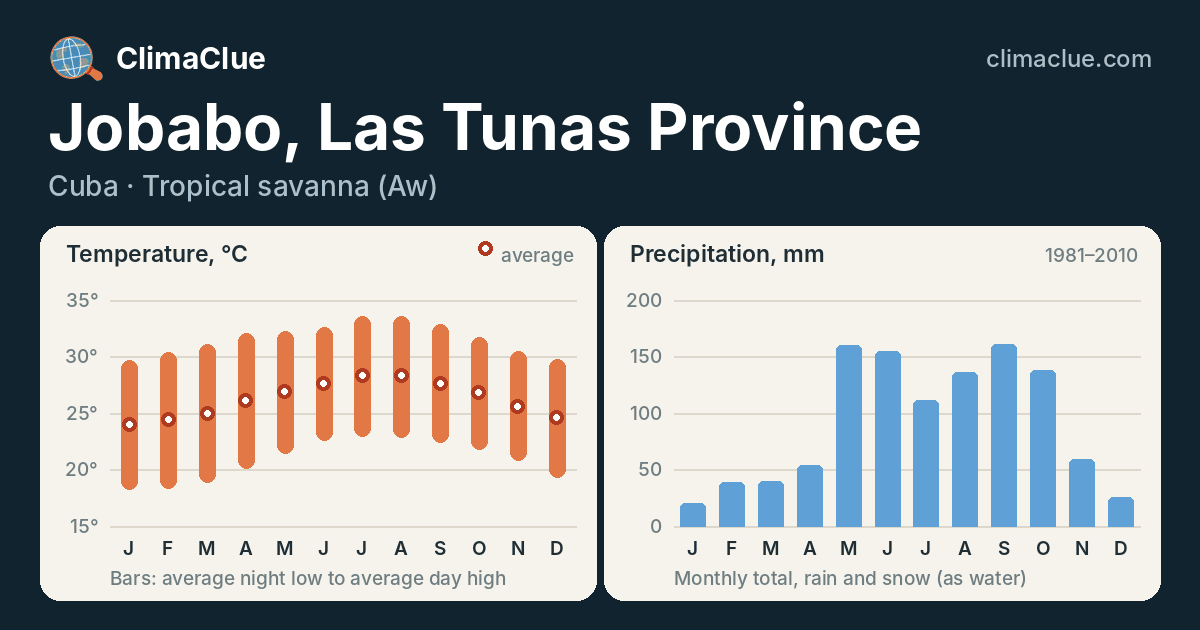 ClimaClue
climaclue.com
Jobabo, Las Tunas Province
Cuba · Tropical savanna (Aw)
Temperature, °C
average
35°
30°
25°
20°
15°
J F M A M J J A S O N D
Bars: average night low to average day high
Precipitation, mm
1981–2010
200
150
100
50
0
J F M A M J J A S O N D
Monthly total, rain and snow (as water)